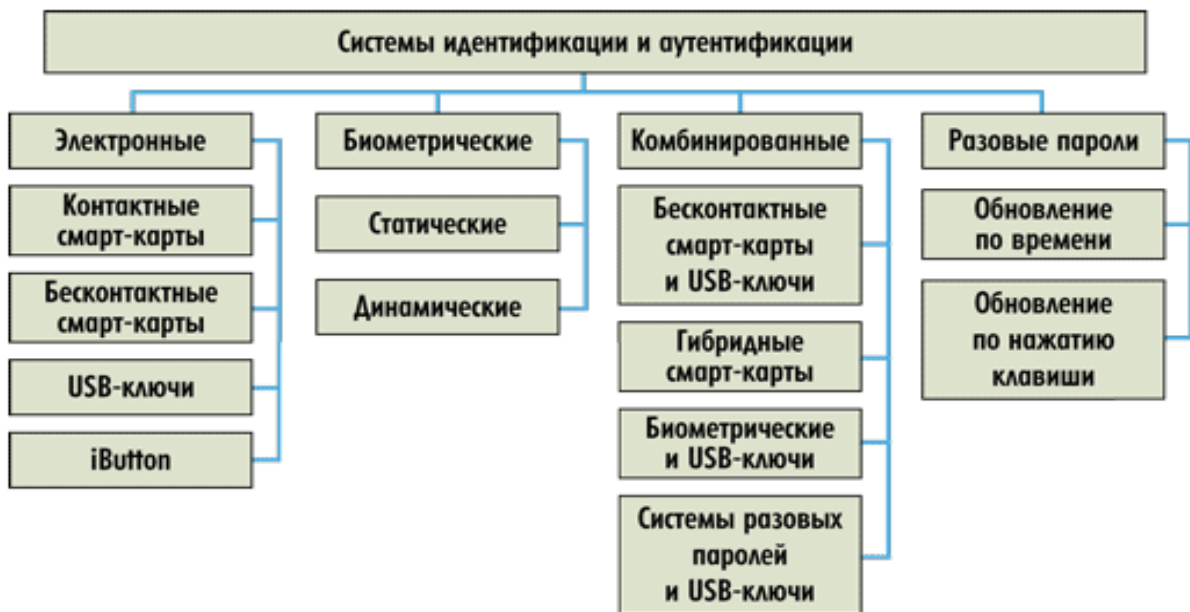 Системы идентификации и аутентификации
Электронные
Контактные
смарт-карты
Бесконтактные
смарт-карты
USB-ключи
iButton
Биометрические
Статические
Динамические
Комбинированные
Бесконтактные
смарт-карты
и USB-ключи
Гибридные
смарт-карты
Биометрические
и USB-ключи
Системы разовых
паролей
и USB-ключи
Разовые пароли
Обновление
по времени
Обновление
по нажатию
клавиши